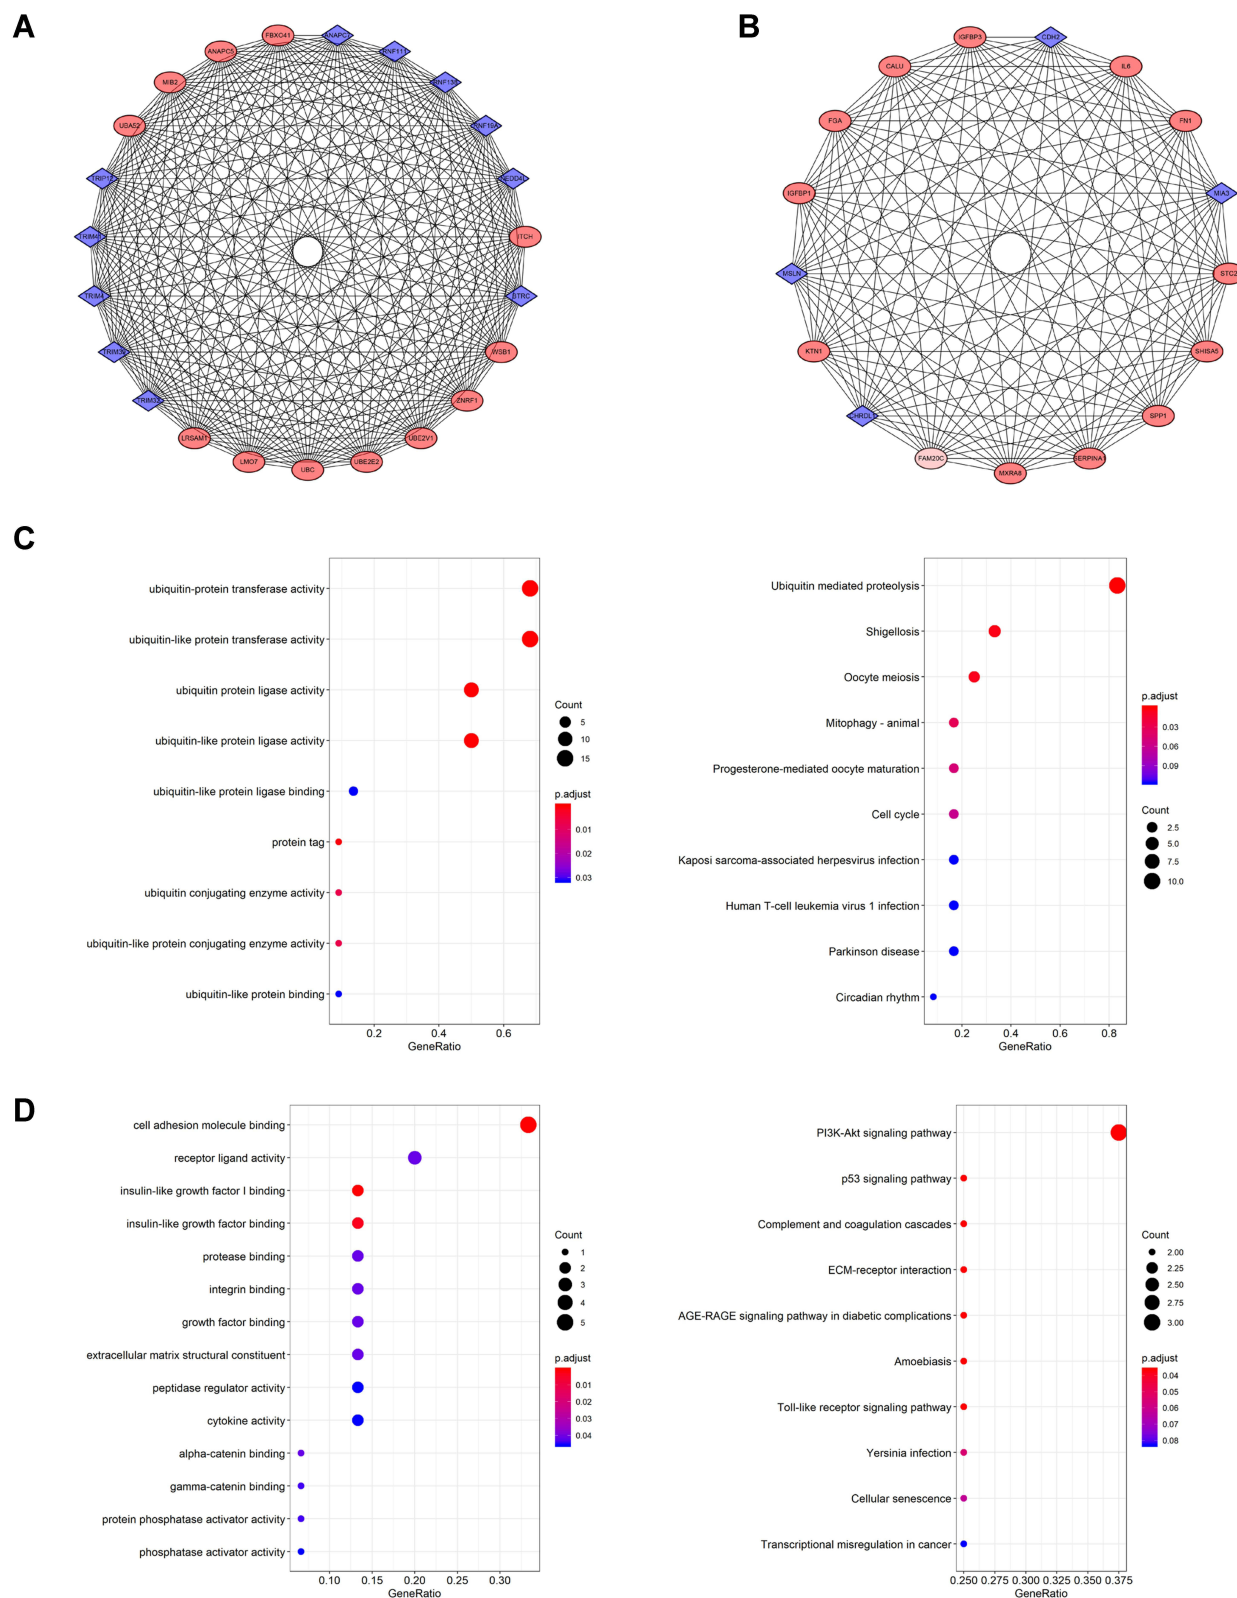 A
B
FBXO41
ANAPC5
MIB2
UBA52
ITCH
WSB1
ZNRF1
UBE2V1
UBE2E2
UBC
LMO7
LRSAM1
IGFBP3
CDH2
IL6
CALU
FN1
FGA
MIA3
IGFBP1
STC2
MSLN
SHISA5
KTN1
SPP1
SERPINA1
FAM20C
MXRA8
C
ubiquitin-protein transferase activity
ubiquitin-like protein transferase activity
ubiquitin protein ligase activity
ubiquitin-like protein ligase activity
ubiquitin-like protein ligase binding
protein tag
ubiquitin conjugating enzyme activity
ubiquitin-like protein conjugating enzyme activity
ubiquitin-like protein binding
0.2 0.4 0.6
GeneRatio
Count
5
10
15
p.adjust
0.01
0.02
0.03
Ubiquitin mediated proteolysis
Shigellosis
Oocyte meiosis
Mitophagy - animal
Progesterone-mediated oocyte maturation
Cell cycle
Kaposi sarcoma-associated herpesvirus infection
Human T-cell leukemia virus 1 infection
Parkinson disease
Circadian rhythm
0.2 0.4 0.6 0.8
GeneRatio
p.adjust
0.03
0.06
0.09
Count
2.5
5.0
7.5
10.0
D
cell adhesion molecule binding
receptor ligand activity
insulin-like growth factor I binding
insulin-like growth factor binding
protease binding
integrin binding
growth factor binding
extracellular matrix structural constituent
peptidase regulator activity
cytokine activity
alpha-catenin binding
gamma-catenin binding
protein phosphatase activator activity
phosphatase activator activity
0.10 0.15 0.20 0.25 0.30
GeneRatio
Count
1
2
3
4
5
p.adjust
0.01
0.02
0.03
0.04
PI3K-Akt signaling pathway
p53 signaling pathway
Complement and coagulation cascades
ECM-receptor interaction
AGE-RAGE signaling pathway in diabetic complications
Amoebiasis
Toll-like receptor signaling pathway
Yersinia infection
Cellular senescence
Transcriptional misregulation in cancer
0.250 0.275 0.300 0.325 0.350 0.375
GeneRatio
Count
2.00
2.25
2.50
2.75
3.00
p.adjust
0.04
0.05
0.06
0.07
0.08